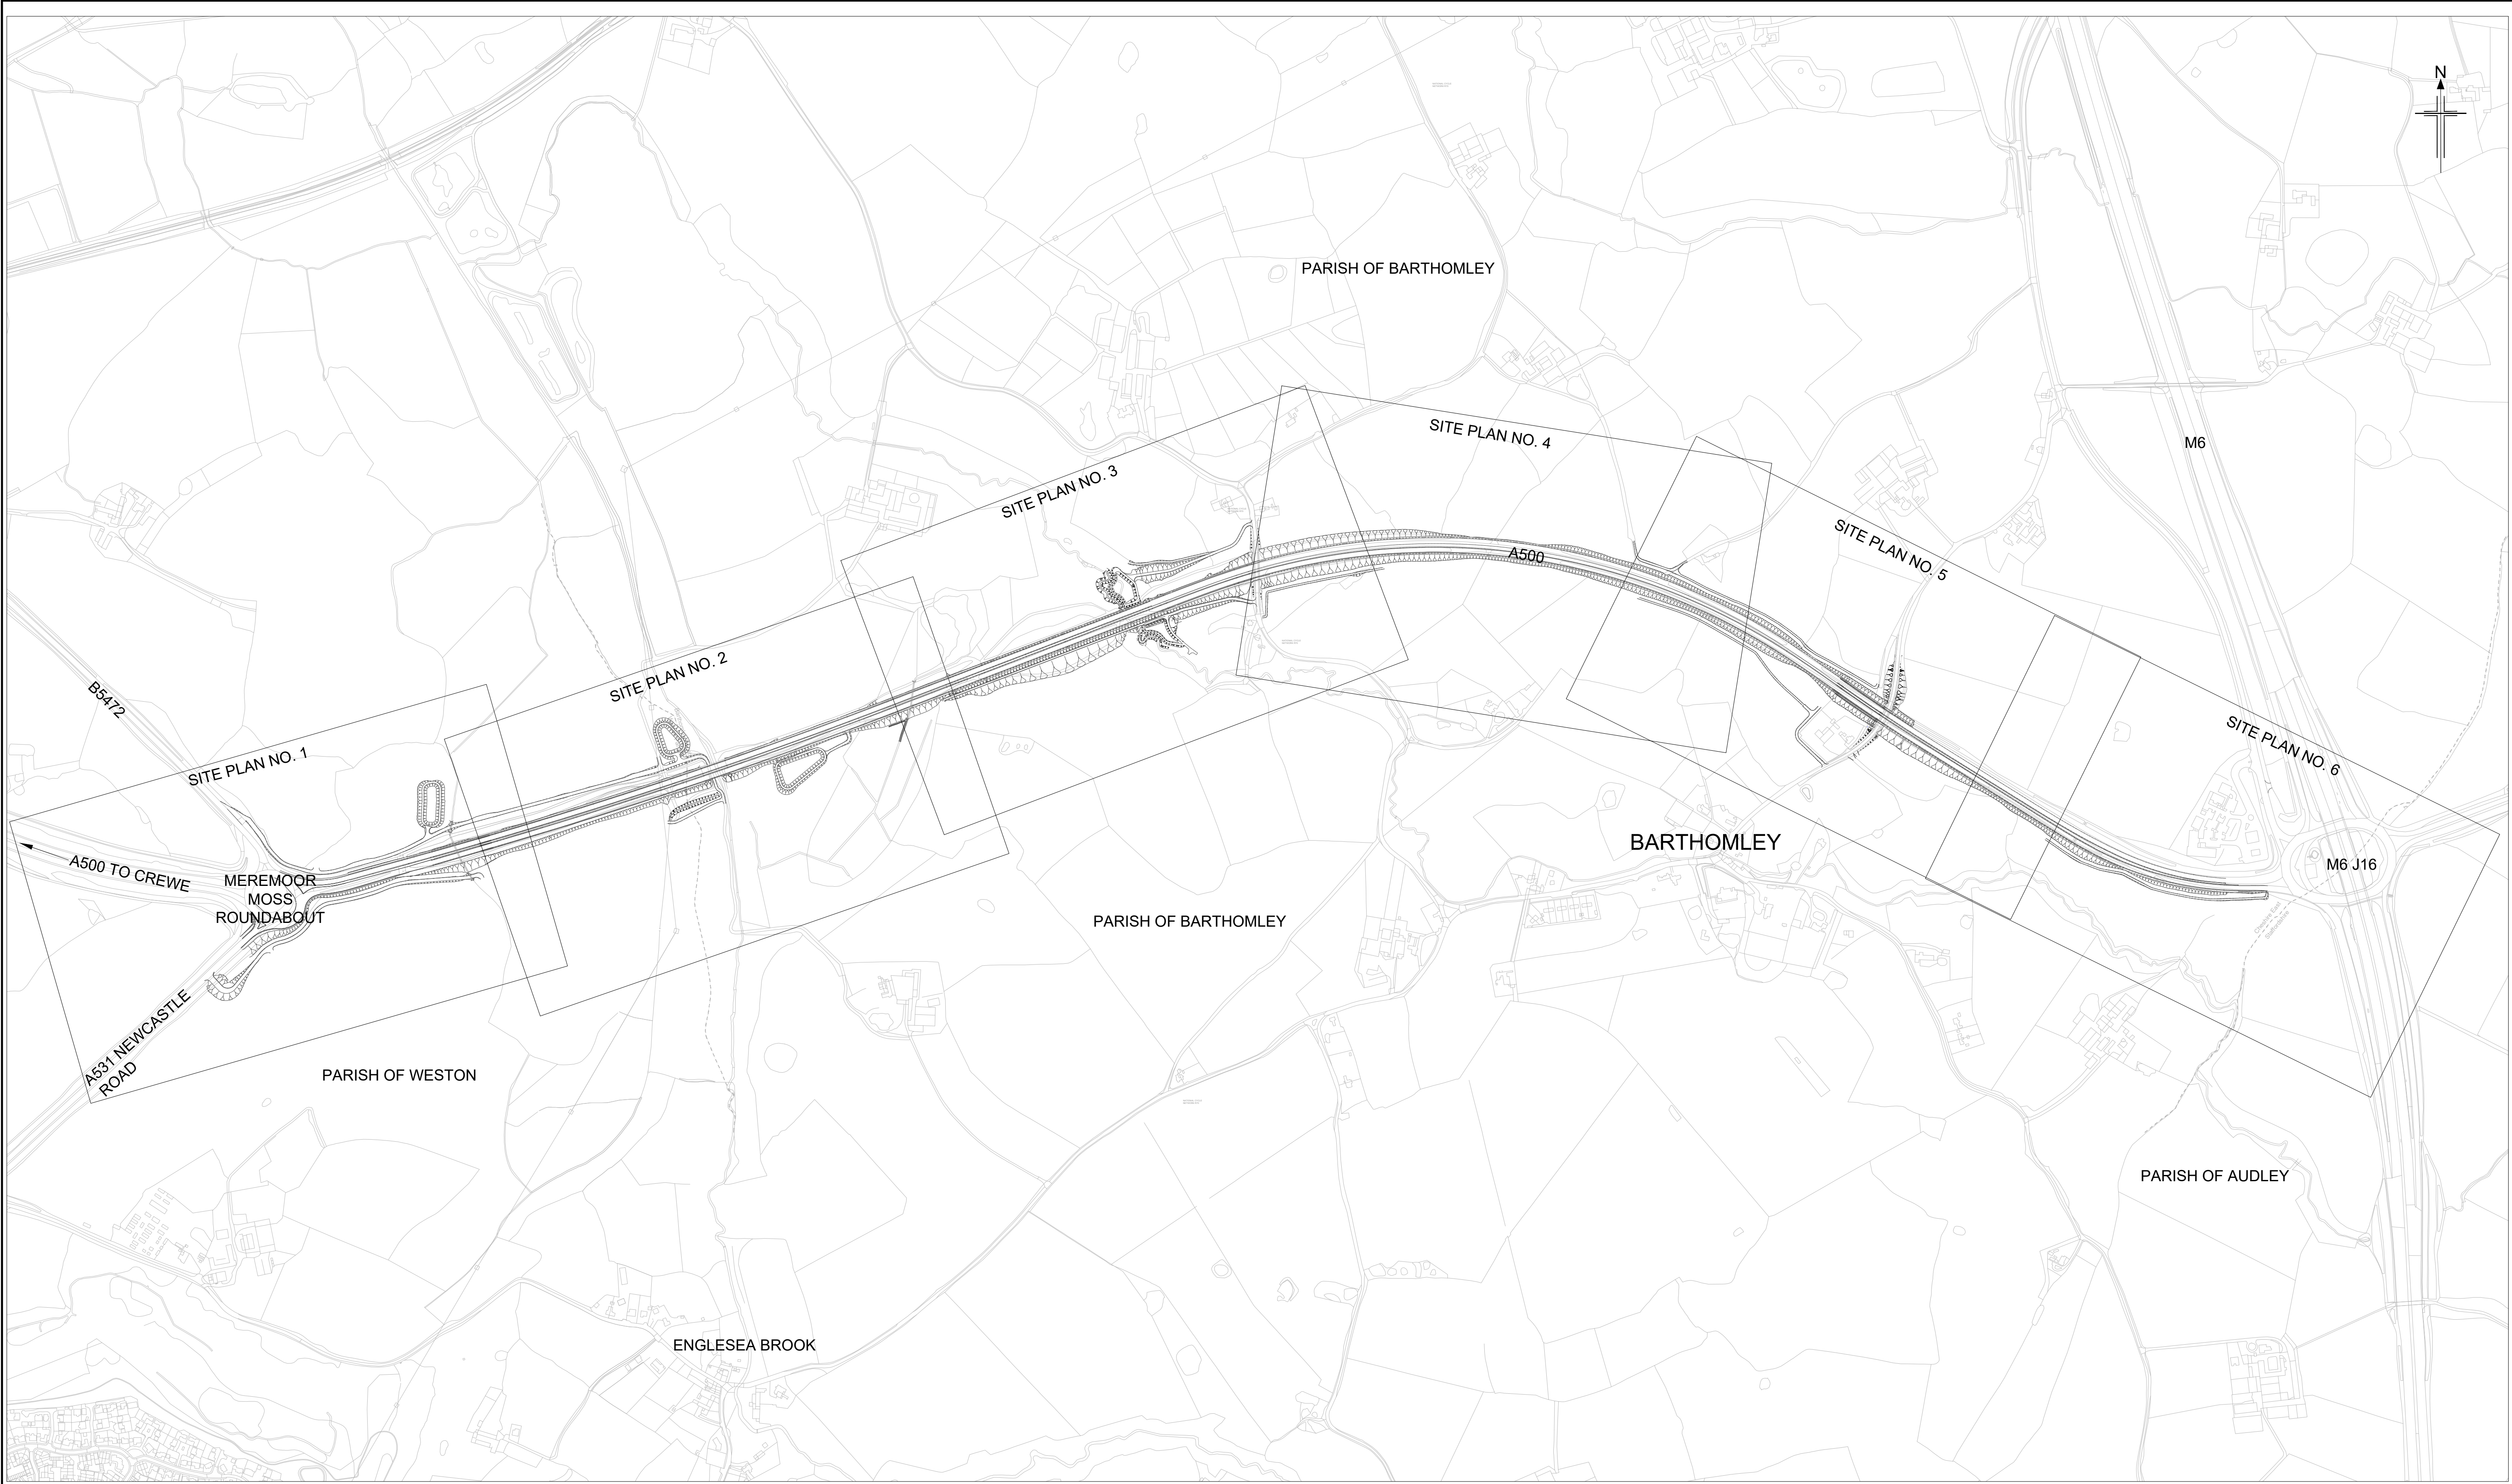 N
PARISH OF BARTHOMLEY
M6
SITE PLAN NO. 4
SITE PLAN NO. 3
SITE PLAN NO. 5
A500
SITE PLAN NO. 2
B5472
SITE PLAN NO. 1
SITE PLAN NO. 6
A500 TO CREWE
MEREMOOR
MOSS
ROUNDABOUT
BARTHOMLEY
M6 J16
PARISH OF BARTHOMLEY
A531 NEWCASTLE
ROAD
PARISH OF WESTON
PARISH OF AUDLEY
ENGLESEA BROOK